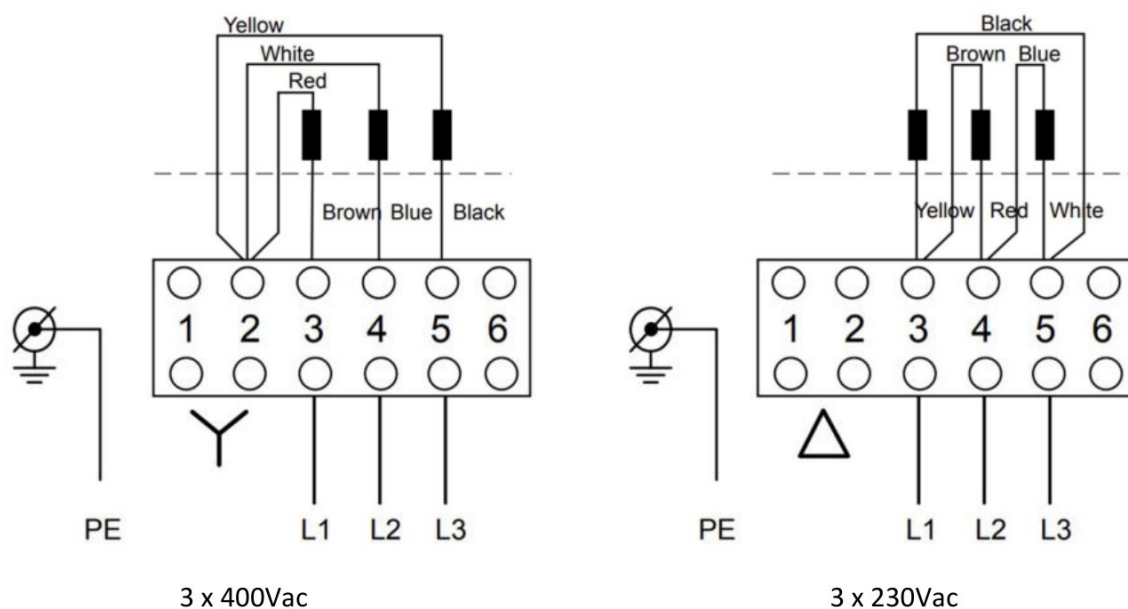 Yellow
White
Red
Brown Blue Black
1 2 3 4 5 6
PE L1 L2 L3
3 x 400Vac
Black
Brown Blue
Yellow Red White
1 2 3 4 5 6
PE L1 L2 L3
3 x 230Vac